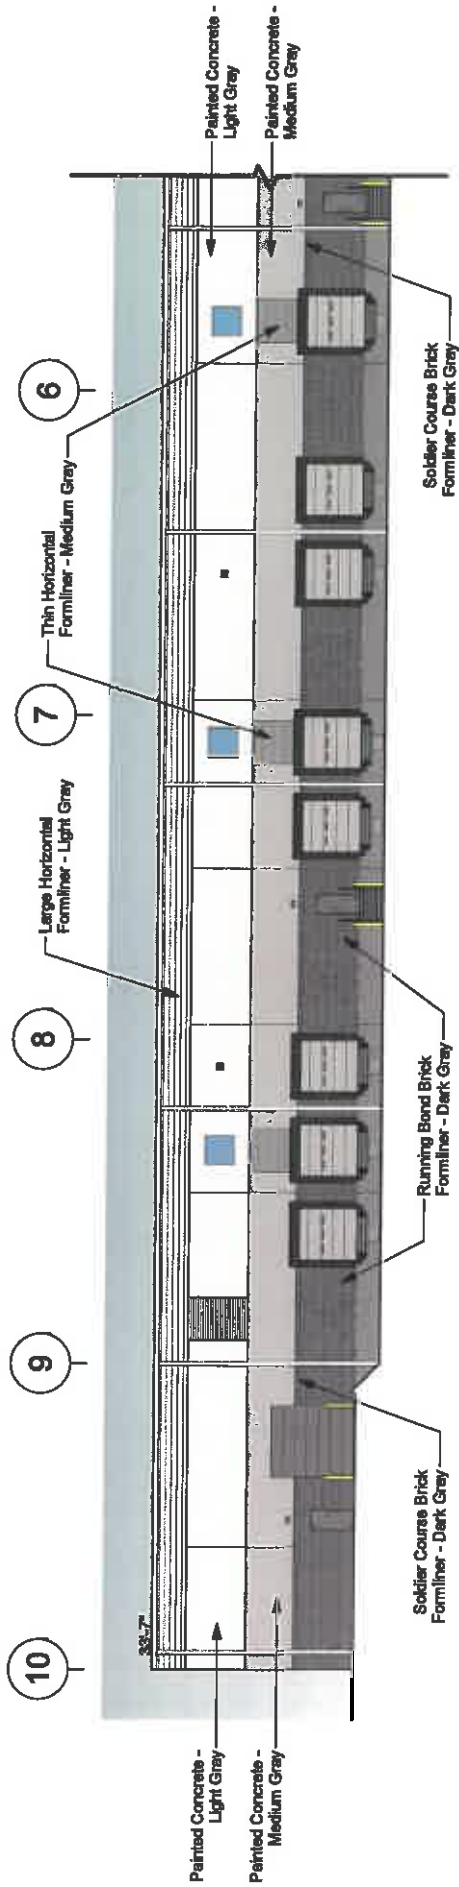 10
9
8
7
6
33'-7"
Large Horizontal
Formliner - Light Gray
Thin Horizontal
Formliner - Medium Gray
Painted Concrete -
Light Gray
Painted Concrete -
Medium Gray
Painted Concrete -
Light Gray
Painted Concrete -
Medium Gray
Soldier Course Brick
Formliner - Dark Gray
Running Bond Brick
Formliner - Dark Gray
Soldier Course Brick
Formliner - Dark Gray